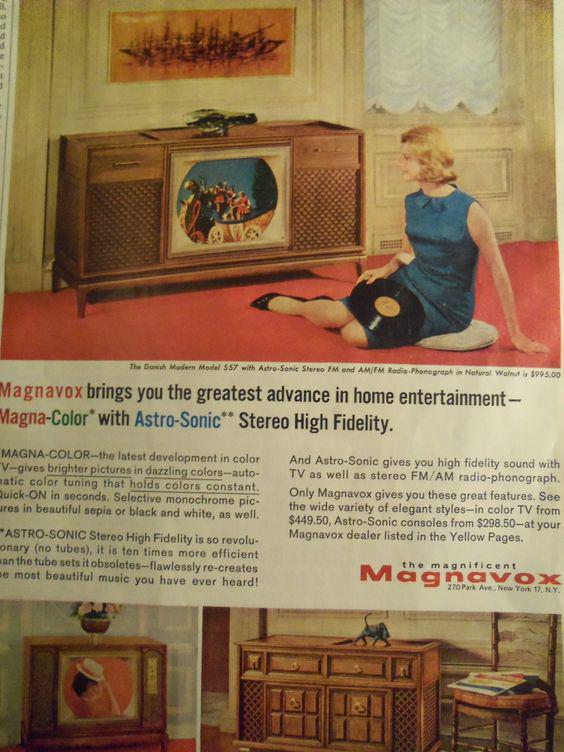 The Danish Modern Model 557 with Astro-Sonic Stereo FM and AM/FM Radio-Phonograph in Natural Walnut is $995.00
Magnavox brings you the greatest advance in home entertainment—
Magna-Color* with Astro-Sonic** Stereo High Fidelity.
MAGNA-COLOR—the latest development in color
TV—gives brighter pictures in dazzling colors—auto-
matic color tuning that holds colors constant.
Quick-ON in seconds. Selective monochrome pic-
ures in beautiful sepia or black and white, as well.
*ASTRO-SONIC Stereo High Fidelity is so revolu-
onary (no tubes), it is ten times more efficient
han the tube sets it obsoletes—flawlessly re-creates
he most beautiful music you have ever heard!
And Astro-Sonic gives you high fidelity sound with
TV as well as stereo FM/AM radio-phonograph.
Only Magnavox gives you these great features. See
the wide variety of elegant styles—in color TV from
$449.50, Astro-Sonic consoles from $298.50—at your
Magnavox dealer listed in the Yellow Pages.
the magnificent
Magnavox
270 Park Ave., New York 17, N.Y.